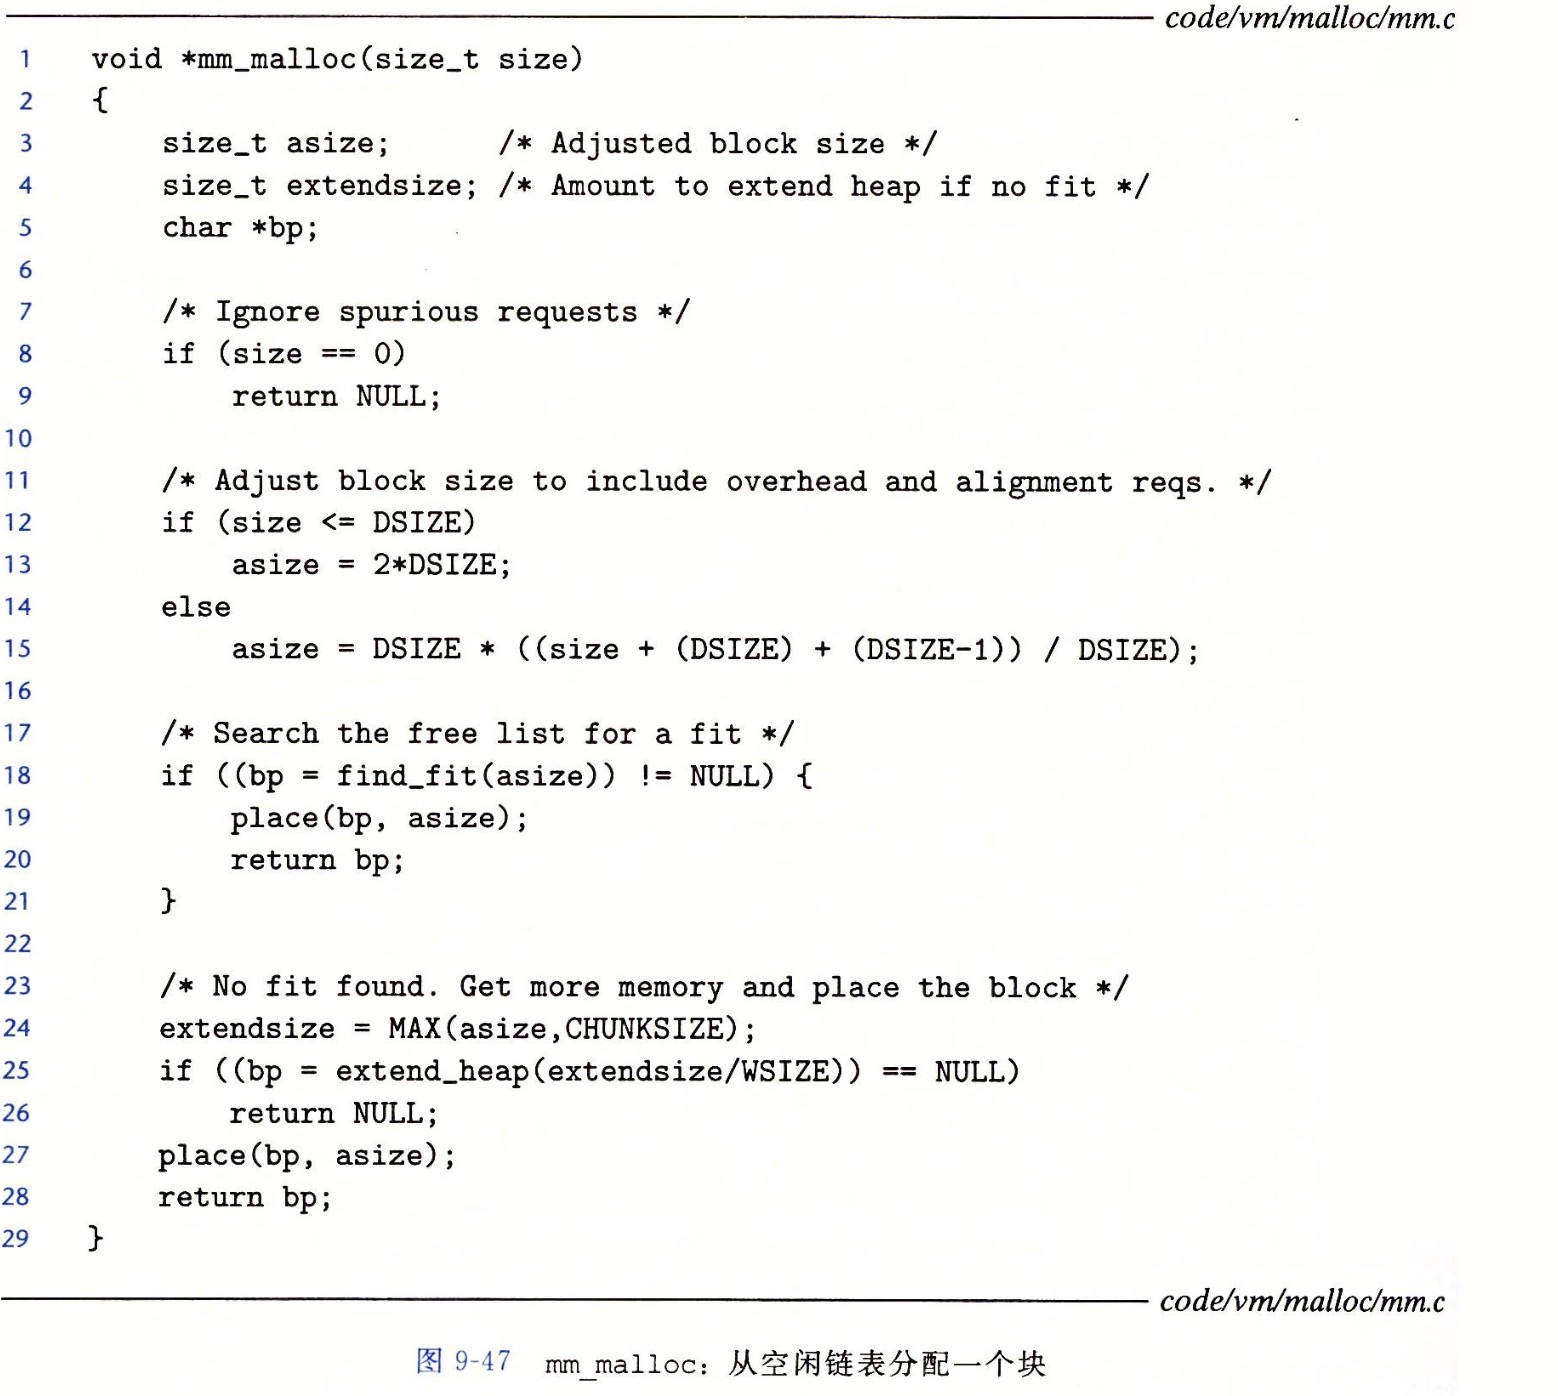 code/vm/malloc/mm.c
1 void *mm_malloc(size_t size)
2 {
3 size_t asize; /* Adjusted block size */
4 size_t extendsize; /* Amount to extend heap if no fit */
5 char *bp;
6
7 /* Ignore spurious requests */
8 if (size == 0)
9 return NULL;
10
11 /* Adjust block size to include overhead and alignment reqs. */
12 if (size <= DSIZE)
13 asize = 2*DSIZE;
14 else
15 asize = DSIZE * ((size + (DSIZE) + (DSIZE-1)) / DSIZE);
16
17 /* Search the free list for a fit */
18 if ((bp = find_fit(asize)) != NULL) {
19 place(bp, asize);
20 return bp;
21 }
22
23 /* No fit found. Get more memory and place the block */
24 extendsize = MAX(asize,CHUNKSIZE);
25 if ((bp = extend_heap(extendsize/WSIZE)) == NULL)
26 return NULL;
27 place(bp, asize);
28 return bp;
29 }
code/vm/malloc/mm.c
图 9-47 mm_malloc：从空闲链表分配一个块